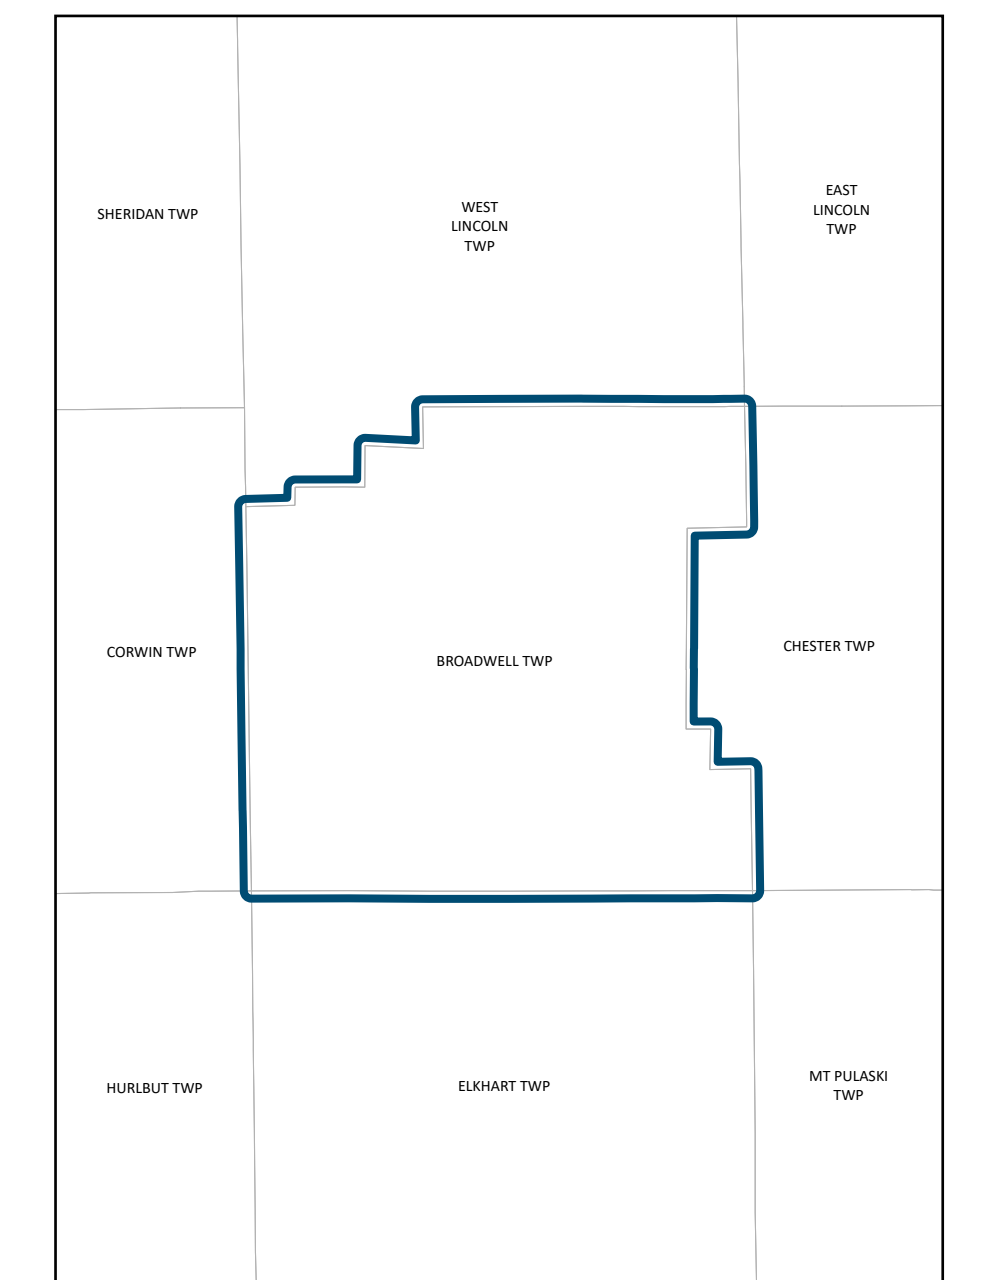 SHERIDAN TWP
WEST
LINCOLN
TWP
EAST
LINCOLN
TWP
CORWIN TWP
BROADWELL TWP
CHESTER TWP
HURLBUT TWP
ELKHART TWP
MT PULASKI
TWP